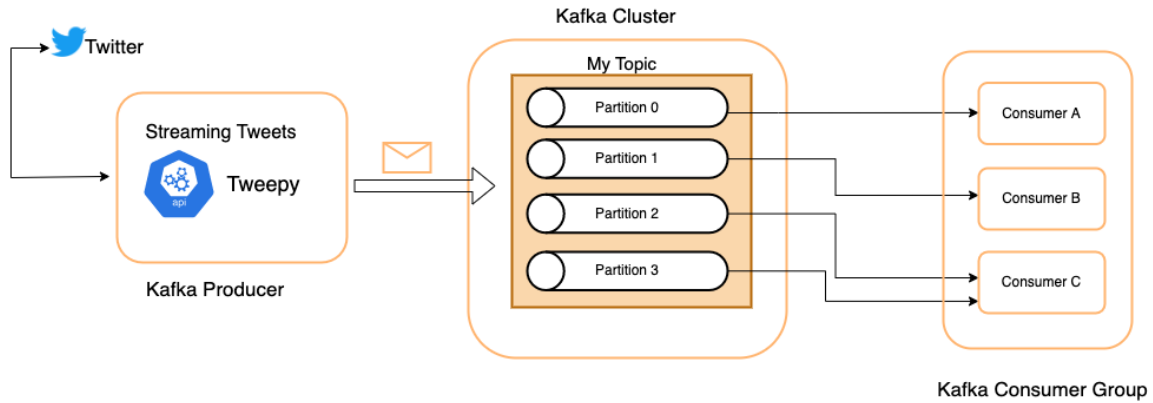 Twitter
Streaming Tweets
api
Tweepy
Kafka Producer
Kafka Cluster
My Topic
Partition 0
Partition 1
Partition 2
Partition 3
Consumer A
Consumer B
Consumer C
Kafka Consumer Group